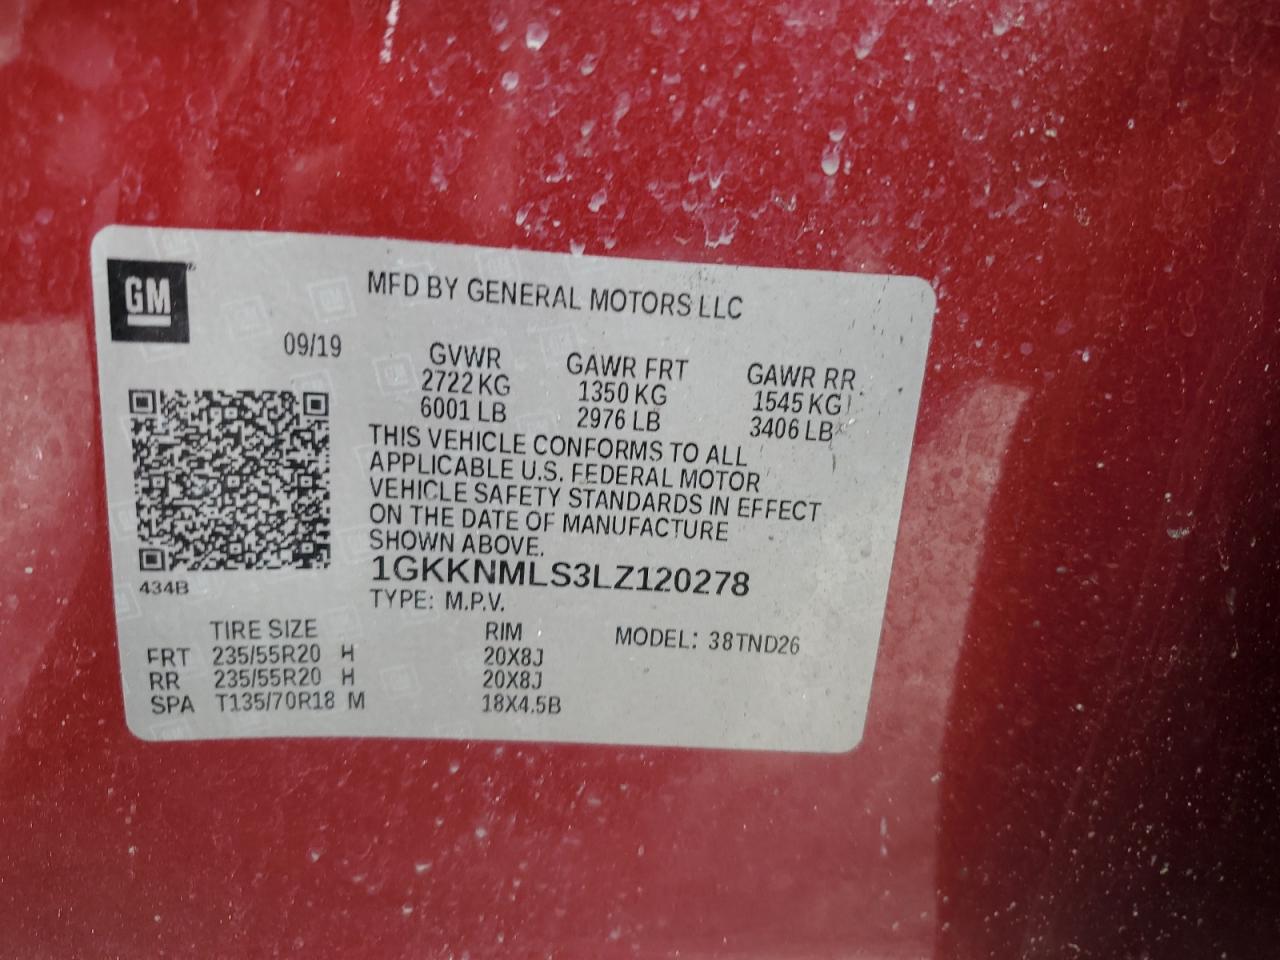 GM
MFD BY GENERAL MOTORS LLC
09/19
GVWR GAWR FRT GAWR RR
2722 KG 1350 KG 1545 KG
6001 LB 2976 LB 3406 LB
THIS VEHICLE CONFORMS TO ALL
APPLICABLE U.S. FEDERAL MOTOR
VEHICLE SAFETY STANDARDS IN EFFECT
ON THE DATE OF MANUFACTURE
SHOWN ABOVE.
1GKKNMLS3LZ120278
434B
TYPE: M.P.V.
TIRE SIZE RIM MODEL: 38TND26
FRT 235/55R20 H 20X8J
RR 235/55R20 H 20X8J
SPA T135/70R18 M 18X4.5B